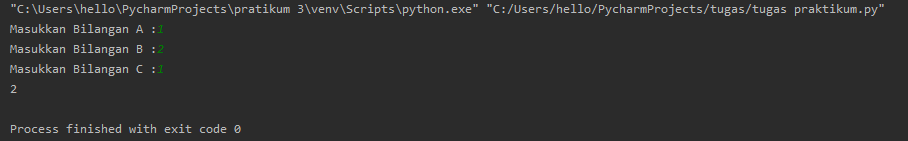 "C:\Users\hello\PycharmProjects\pratikum 3\venv\Scripts\python.exe" "C:/Users/hello/PycharmProjects/tugas/tugas praktikum.py"
Masukkan Bilangan A :1
Masukkan Bilangan B :2
Masukkan Bilangan C :1
2
Process finished with exit code 0